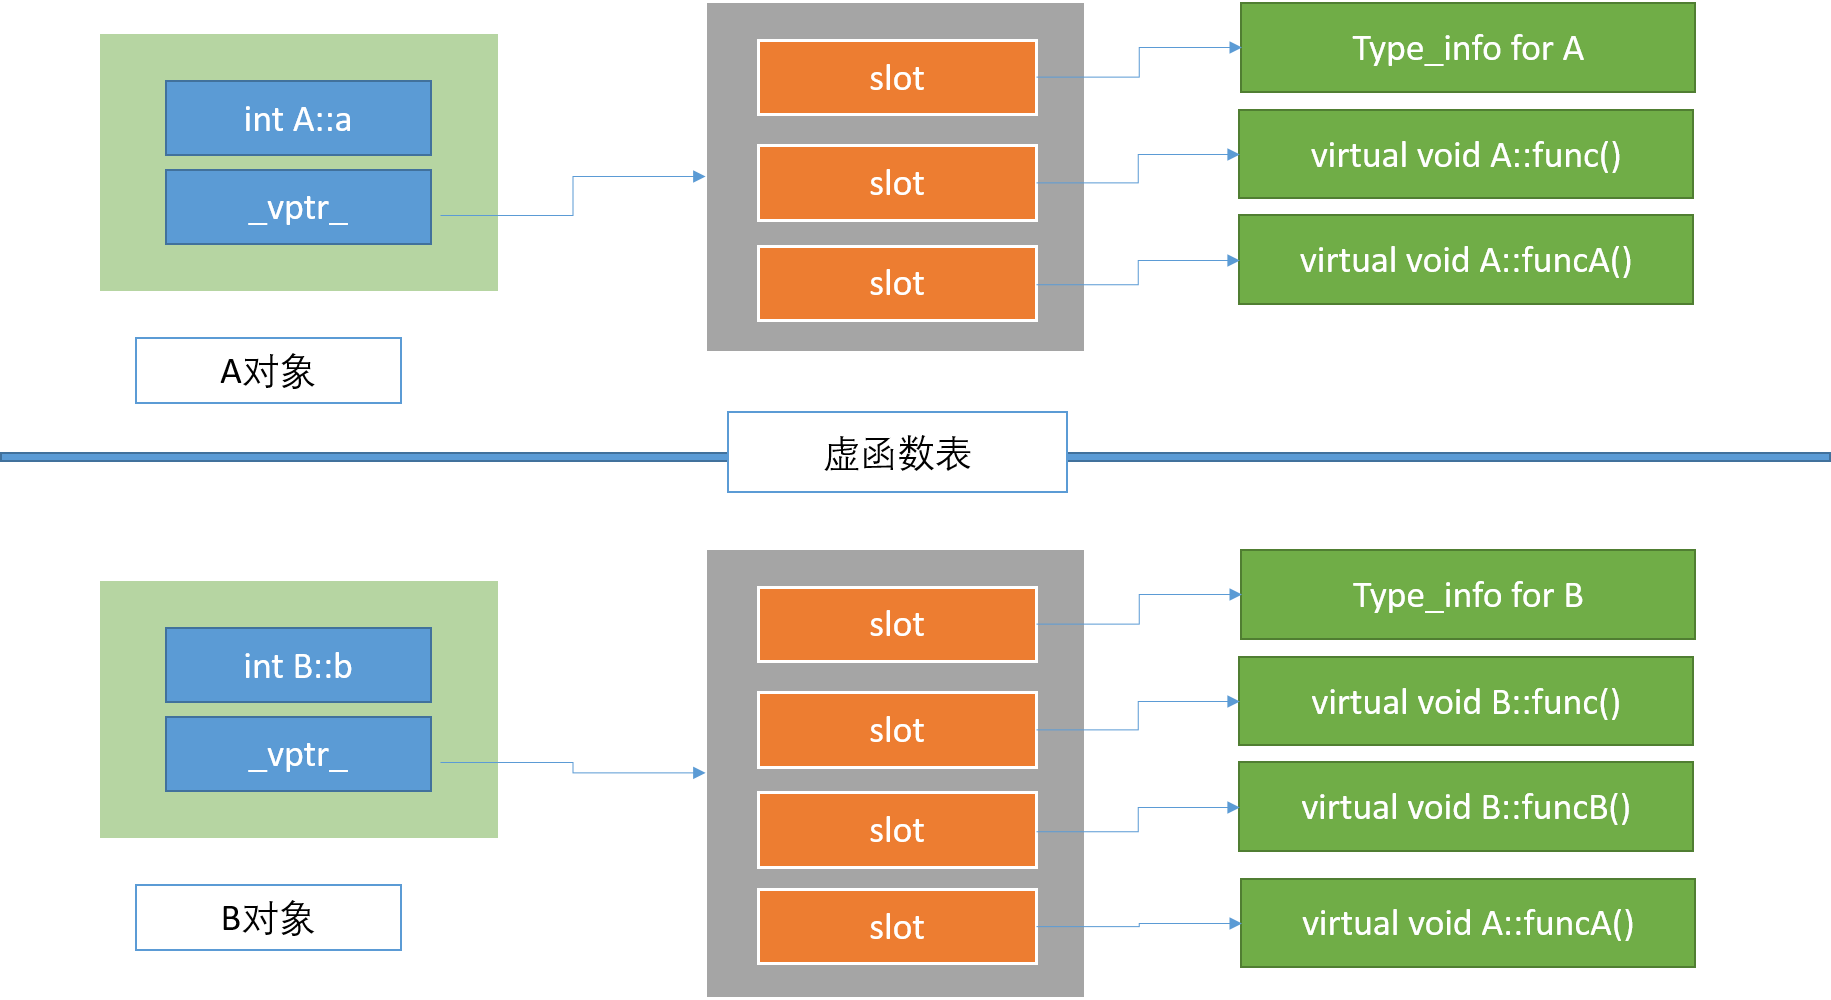 int A::a
_vptr_
A对象
slot
slot
slot
Type_info for A
virtual void A::func()
virtual void A::funcA()
虚函数表
int B::b
_vptr_
B对象
slot
slot
slot
slot
Type_info for B
virtual void B::func()
virtual void B::funcB()
virtual void A::funcA()